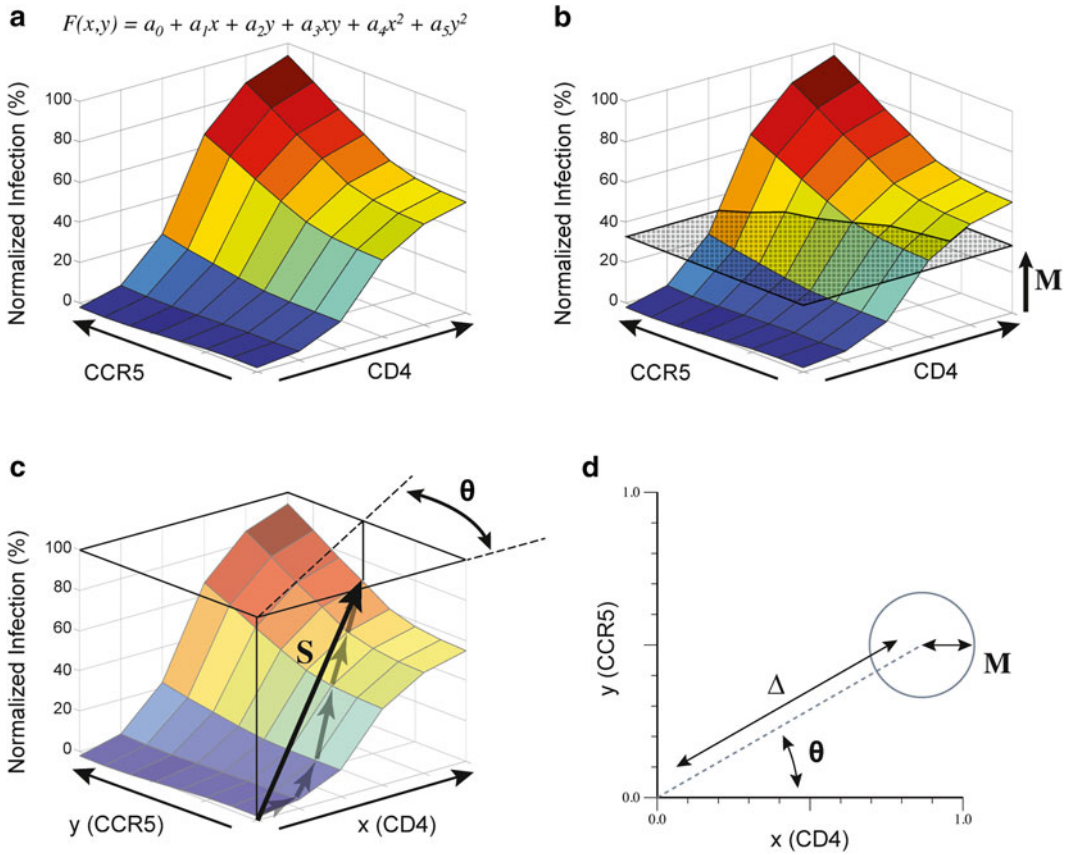 a
F(x,y) = a₀ + a₁x + a₂y + a₃xy + a₄x² + a₅y²
Normalized Infection (%)
100
80
60
40
20
0
CCR5
CD4
b
Normalized Infection (%)
100
80
60
40
20
0
M
CCR5
CD4
c
θ
Normalized Infection (%)
100
80
60
40
20
0
S
y (CCR5)
x (CD4)
d
1.0
y (CCR5)
M
Δ
θ
0.0
0.0
1.0
x (CD4)